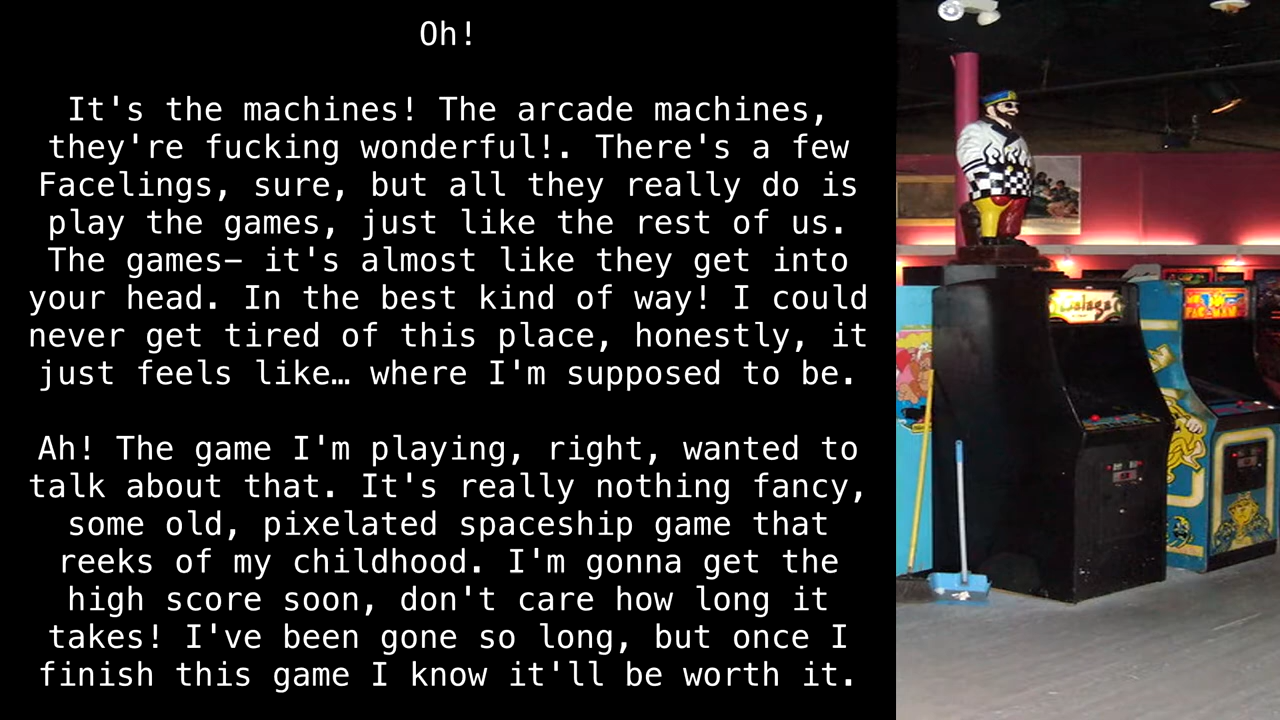 Oh!
It's the machines! The arcade machines,
they're fucking wonderful!. There's a few
Facelings, sure, but all they really do is
play the games, just like the rest of us.
The games– it's almost like they get into
your head. In the best kind of way! I could
never get tired of this place, honestly, it
just feels like… where I'm supposed to be.
Ah! The game I'm playing, right, wanted to
talk about that. It's really nothing fancy,
some old, pixelated spaceship game that
reeks of my childhood. I'm gonna get the
high score soon, don't care how long it
takes! I've been gone so long, but once I
finish this game I know it'll be worth it.
Galaga
PAC-MAN